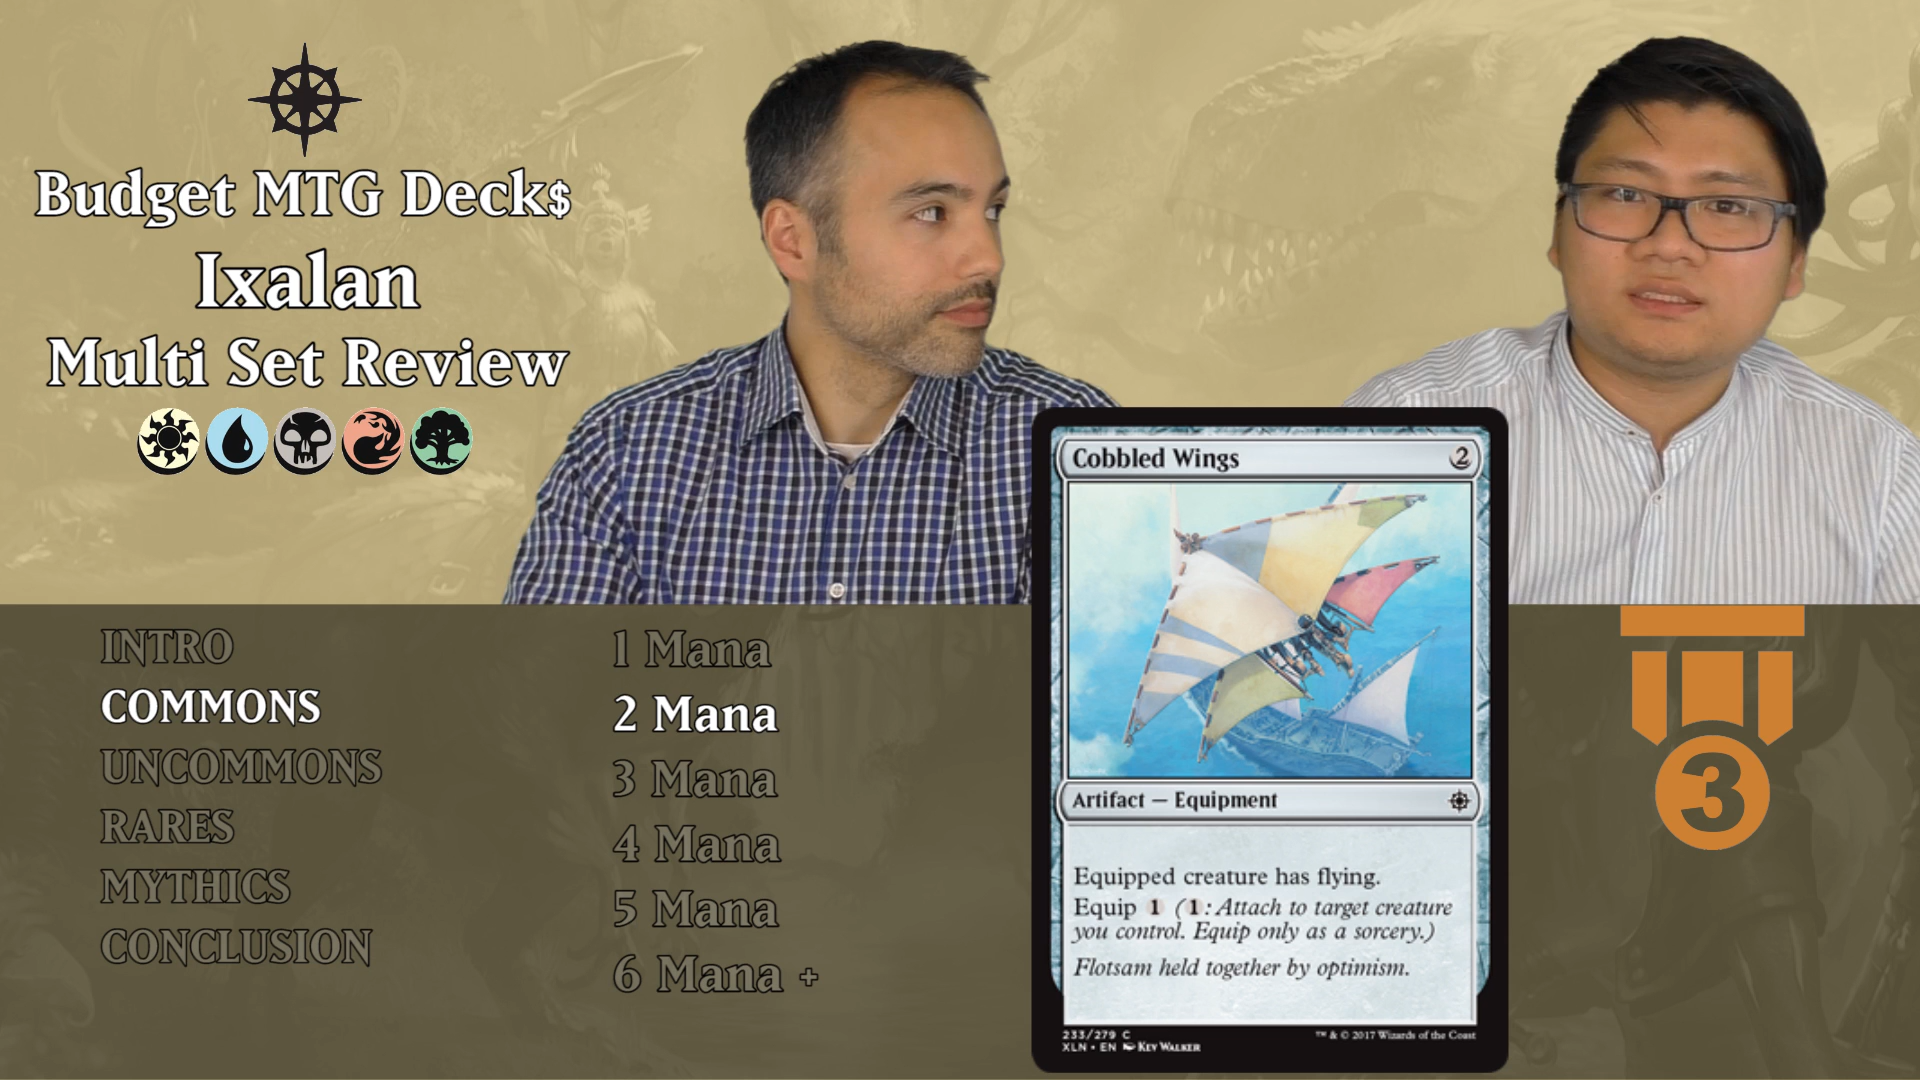 Budget MTG Deck$
Ixalan
Multi Set Review
INTRO
COMMONS
UNCOMMONS
RARES
MYTHICS
CONCLUSION
1 Mana
2 Mana
3 Mana
4 Mana
5 Mana
6 Mana +
Cobbled Wings 2
Artifact — Equipment
Equipped creature has flying.
Equip 1 (1: Attach to target creature
you control. Equip only as a sorcery.)
Flotsam held together by optimism.
233/279 C
XLN • EN Kev Walker
™ & © 2017 Wizards of the Coast
3